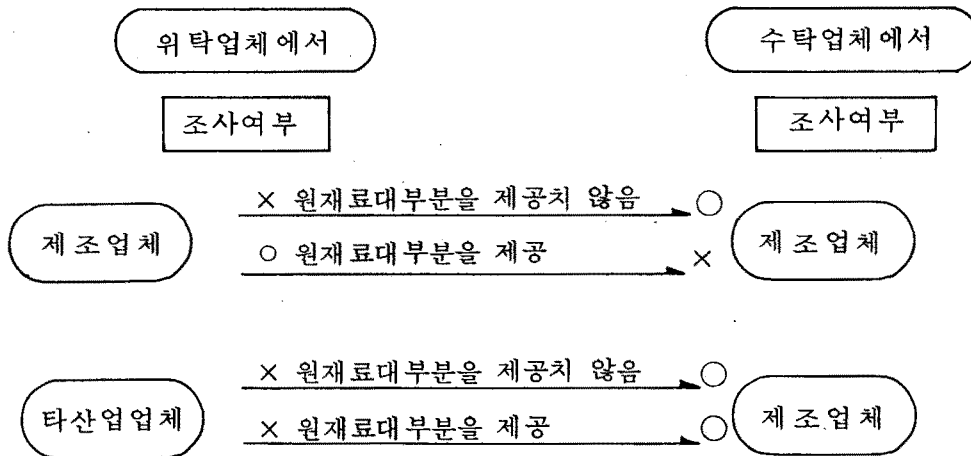 위탁업체에서 수탁업체에서
조사여부 조사여부
× 원재료대부분을 제공치 않음 ○
제조업체 제조업체
○ 원재료대부분을 제공 ×
× 원재료대부분을 제공치 않음 ○
타산업업체 제조업체
× 원재료대부분을 제공 ○